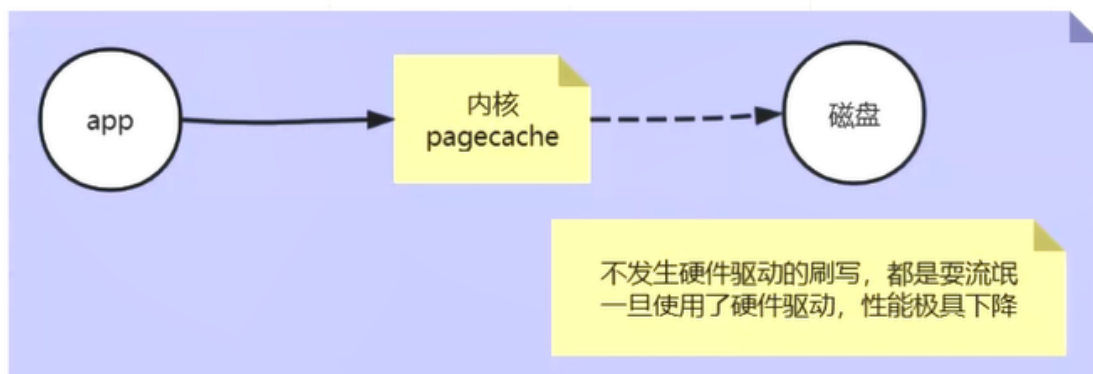 app
内核
pagecache
磁盘
不发生硬件驱动的刷写，都是耍流氓
一旦使用了硬件驱动，性能极具下降